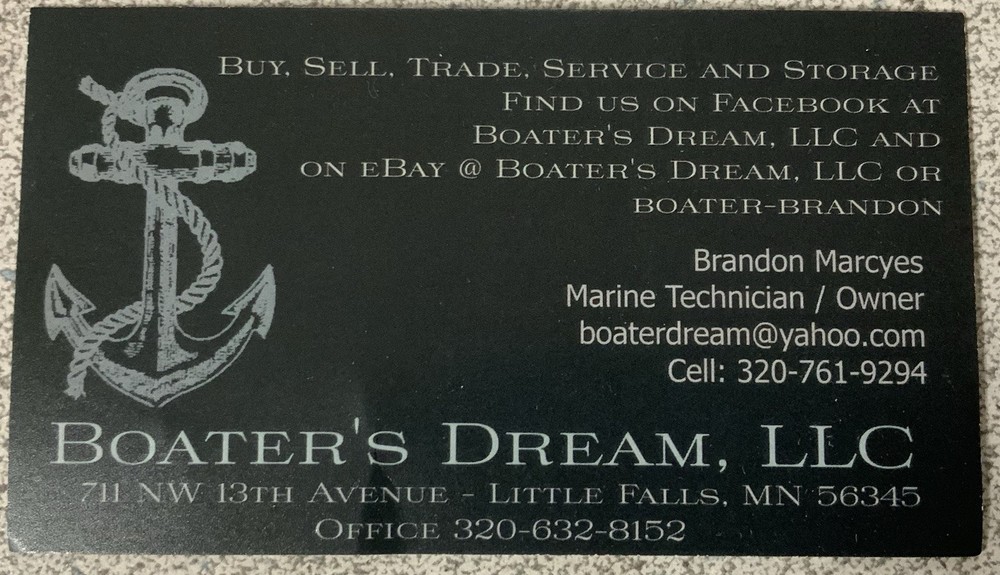 Buy, Sell, Trade, Service and Storage
Find us on Facebook at
Boater's Dream, LLC and
on eBay @ Boater's Dream, LLC or
boater-brandon
Brandon Marcyes
Marine Technician / Owner
boaterdream@yahoo.com
Cell: 320-761-9294
Boater's Dream, LLC
711 NW 13th Avenue - Little Falls, MN 56345
Office 320-632-8152